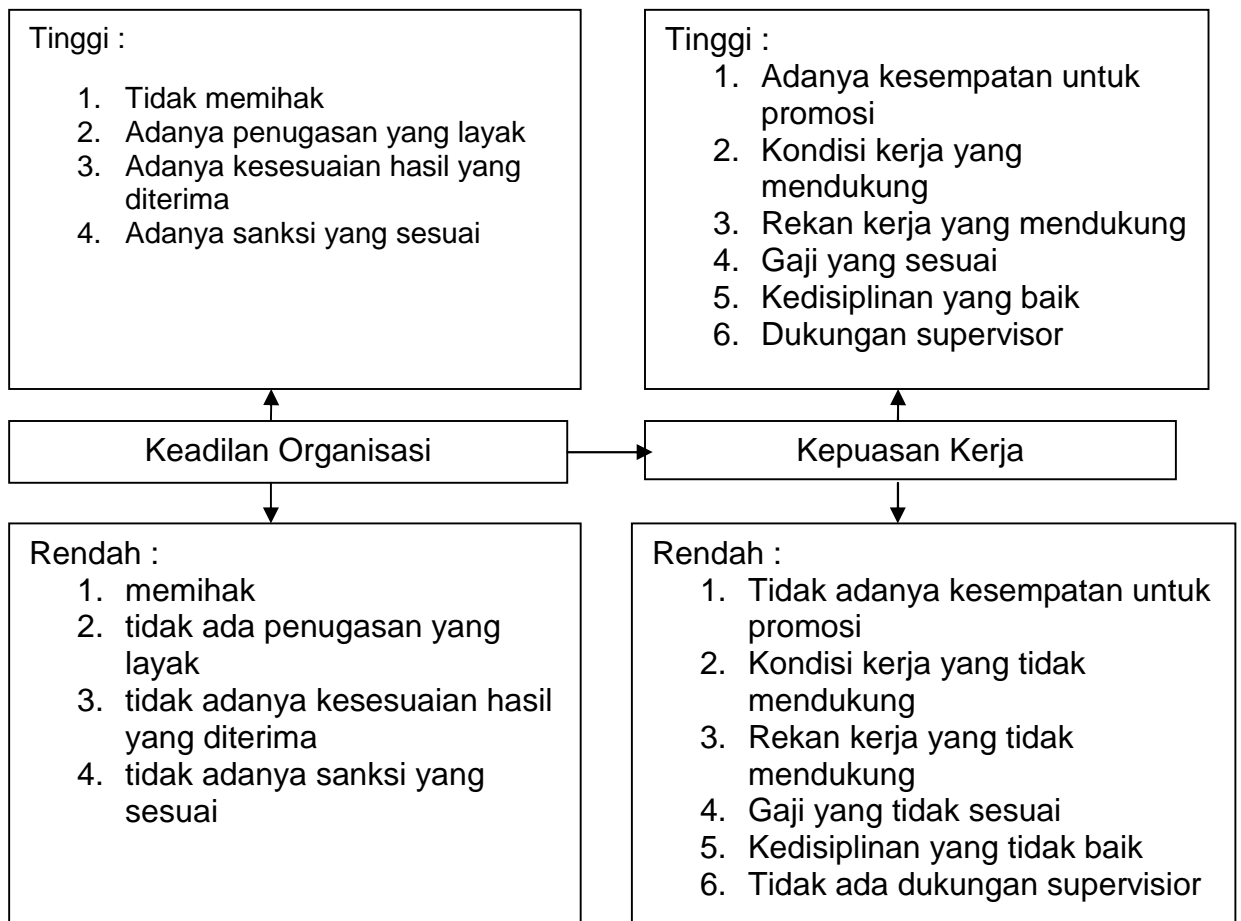 Tinggi :
1. Tidak memihak
2. Adanya penugasan yang layak
3. Adanya kesesuaian hasil yang
diterima
4. Adanya sanksi yang sesuai
Tinggi :
1. Adanya kesempatan untuk
promosi
2. Kondisi kerja yang
mendukung
3. Rekan kerja yang mendukung
4. Gaji yang sesuai
5. Kedisiplinan yang baik
6. Dukungan supervisor
Keadilan Organisasi
Kepuasan Kerja
Rendah :
1. memihak
2. tidak ada penugasan yang
layak
3. tidak adanya kesesuaian hasil
yang diterima
4. tidak adanya sanksi yang
sesuai
Rendah :
1. Tidak adanya kesempatan untuk
promosi
2. Kondisi kerja yang tidak
mendukung
3. Rekan kerja yang tidak
mendukung
4. Gaji yang tidak sesuai
5. Kedisiplinan yang tidak baik
6. Tidak ada dukungan supervisior